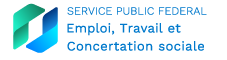 SERVICE PUBLIC FEDERAL
Emploi, Travail et
Concertation sociale